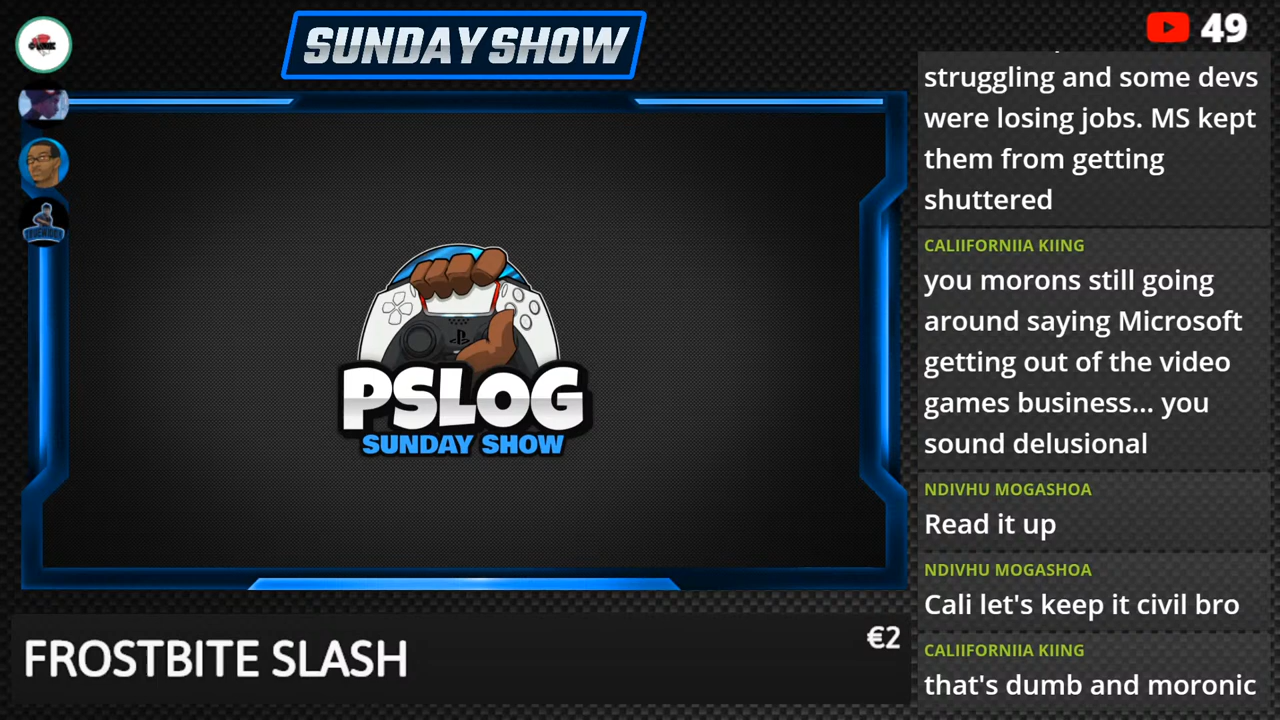 SUNDAY SHOW
49
struggling and some devs
were losing jobs. MS kept
them from getting
shuttered
CALIIFORNIIA KIING
you morons still going
around saying Microsoft
getting out of the video
games business... you
sound delusional
NDIVHU MOGASHOA
Read it up
NDIVHU MOGASHOA
Cali let's keep it civil bro
CALIIFORNIIA KIING
that's dumb and moronic
PSLOG
SUNDAY SHOW
FROSTBITE SLASH
€2